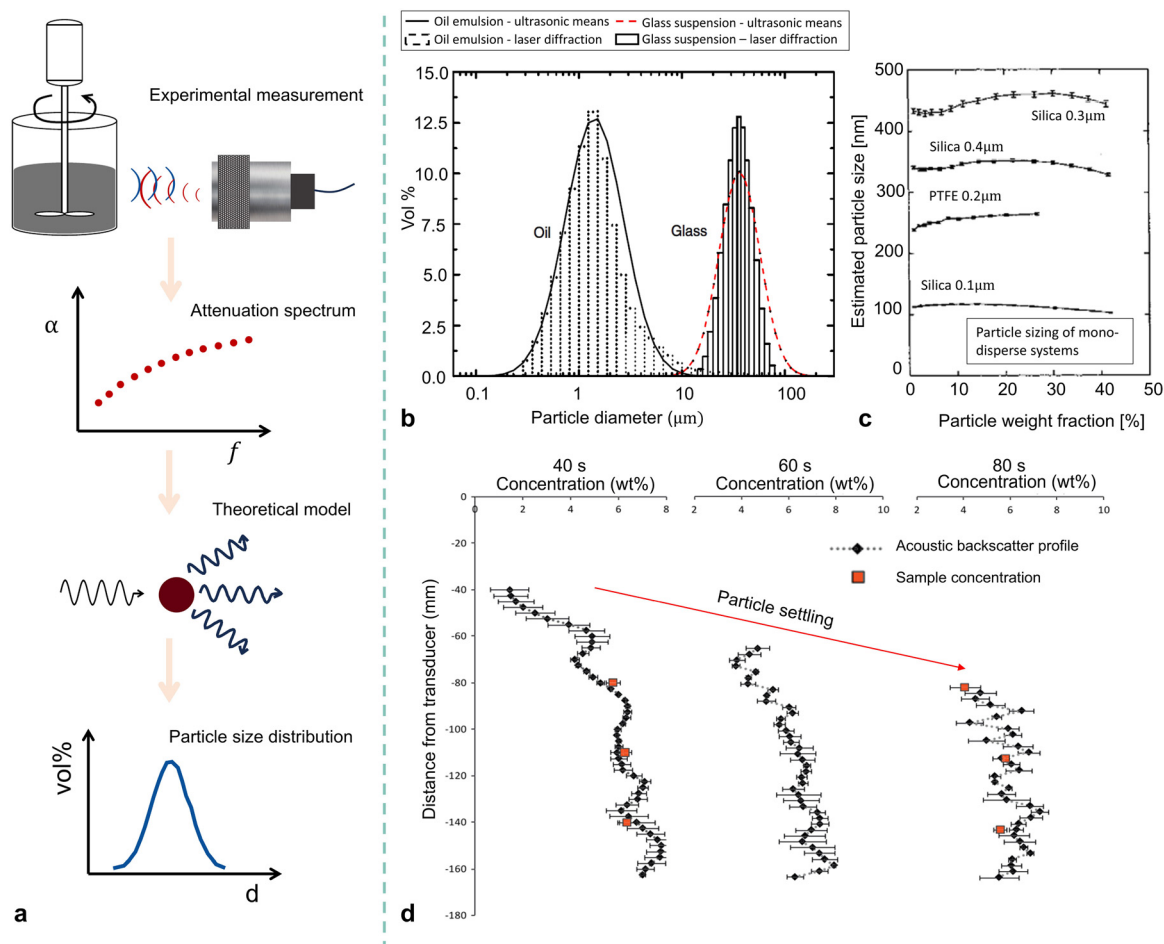 Experimental measurement
Attenuation spectrum
α
f
Theoretical model
Particle size distribution
vol%
d
a
Oil emulsion - ultrasonic means
Glass suspension - ultrasonic means
Oil emulsion - laser diffraction
Glass suspension – laser diffraction
15.0
12.5
10.0
7.5
5.0
2.5
0.0
Vol %
Oil
Glass
0.1
1
10
100
Particle diameter (μm)
b
500
400
300
200
100
0
Estimated particle size [nm]
Silica 0.3μm
Silica 0.4μm
PTFE 0.2μm
Silica 0.1μm
Particle sizing of mono-
disperse systems
0
10
20
30
40
50
Particle weight fraction [%]
c
40 s
Concentration (wt%)
60 s
Concentration (wt%)
80 s
Concentration (wt%)
0
2
4
6
8
2
4
6
8
10
2
4
6
8
10
0
-20
-40
-60
-80
-100
-120
-140
-160
-180
Distance from transducer (mm)
Acoustic backscatter profile
Sample concentration
Particle settling
d